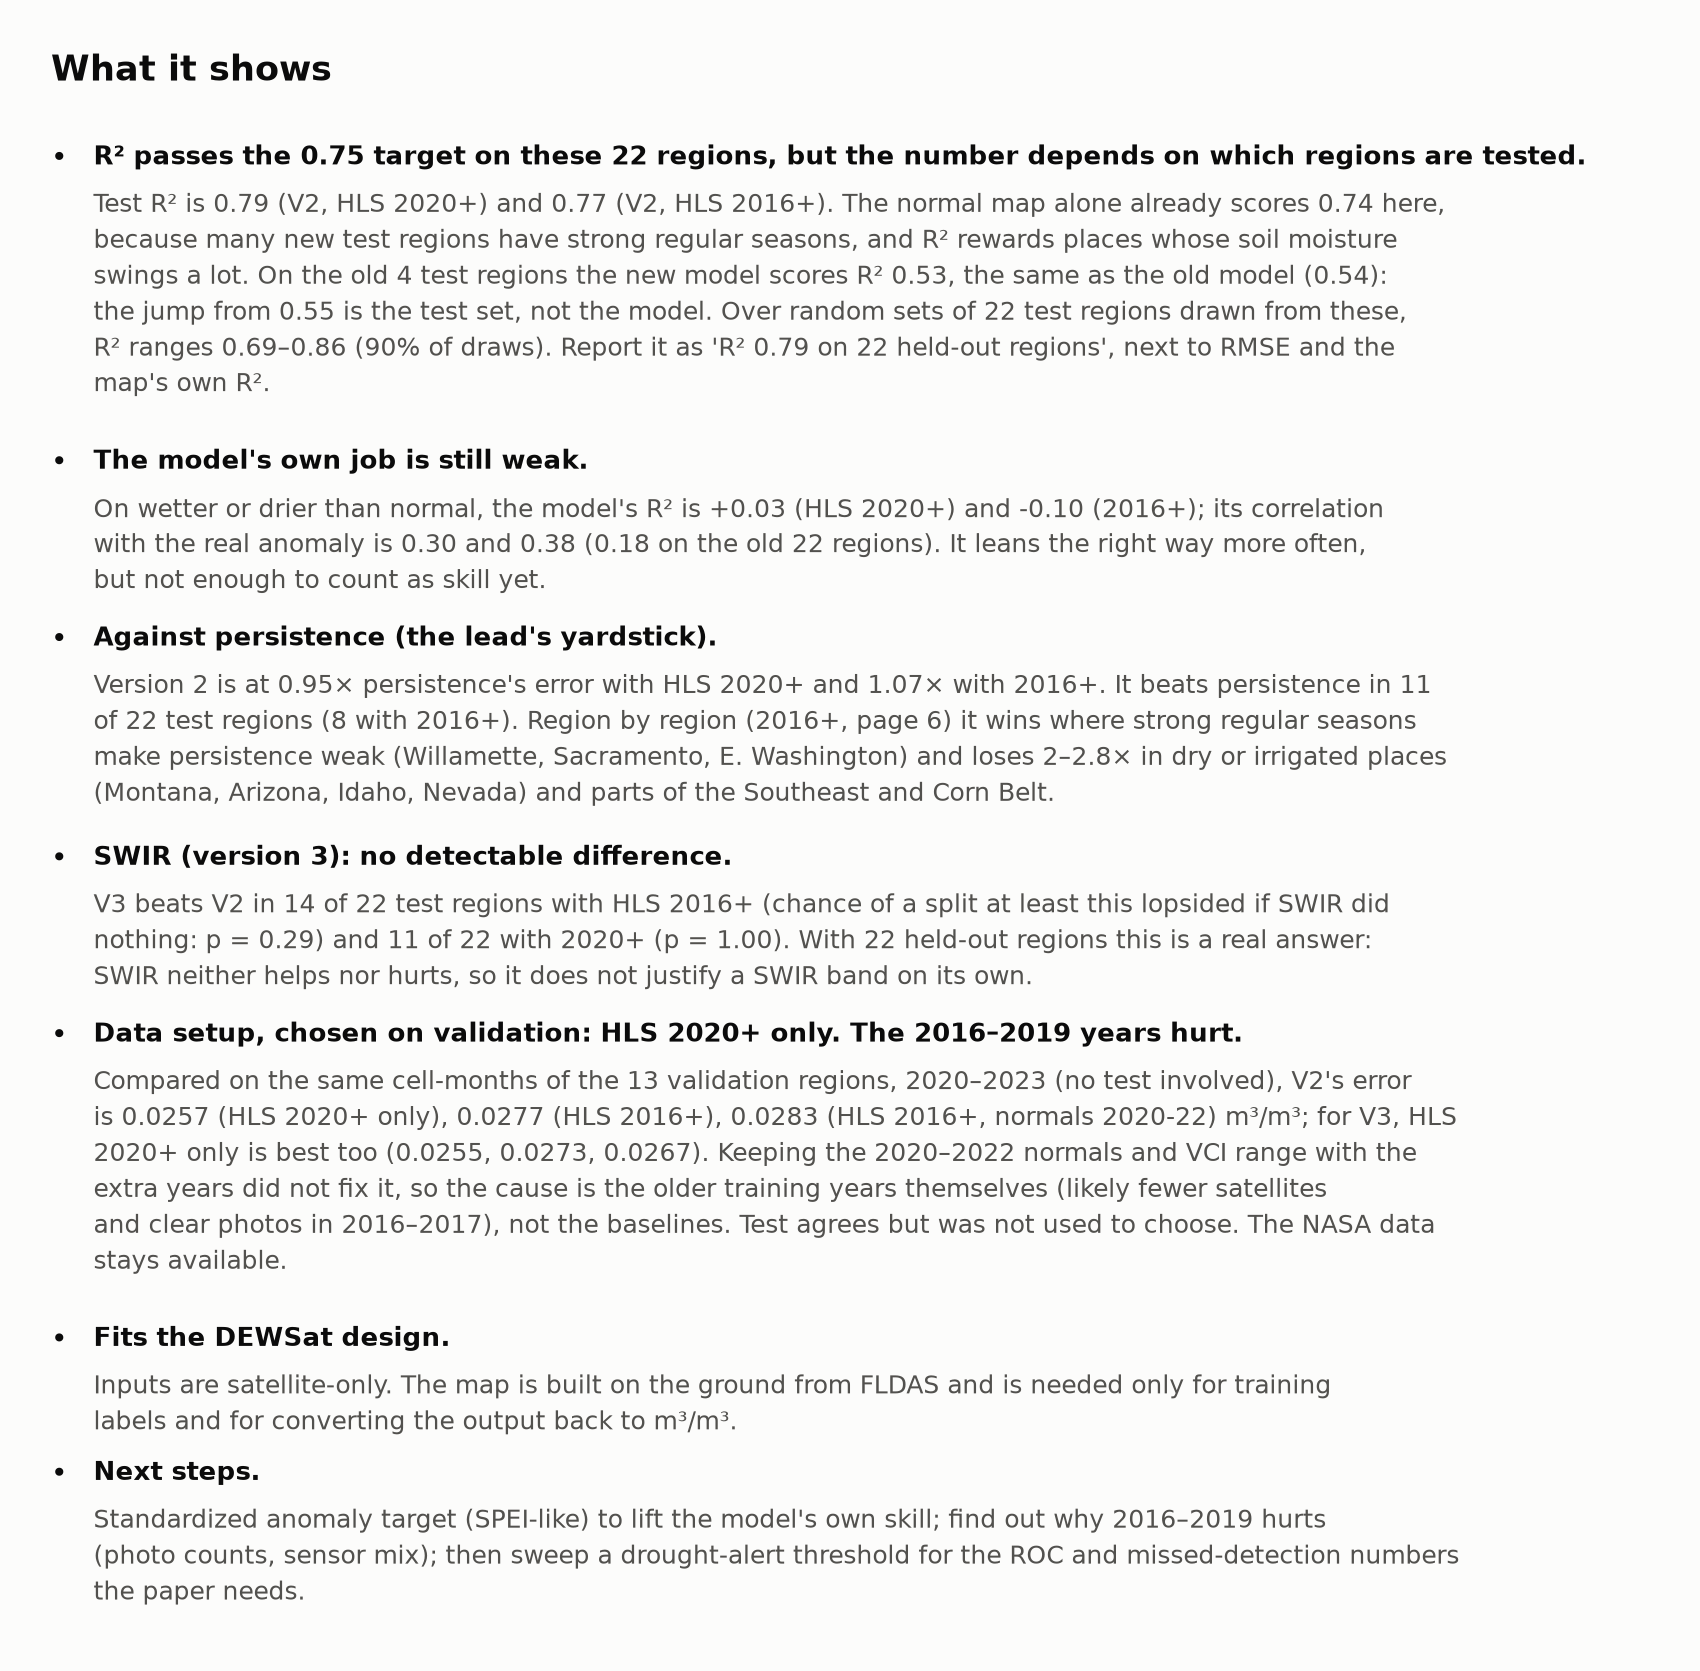 What it shows
• R² passes the 0.75 target on these 22 regions, but the number depends on which regions are tested.
Test R² is 0.79 (V2, HLS 2020+) and 0.77 (V2, HLS 2016+). The normal map alone already scores 0.74 here,
because many new test regions have strong regular seasons, and R² rewards places whose soil moisture
swings a lot. On the old 4 test regions the new model scores R² 0.53, the same as the old model (0.54):
the jump from 0.55 is the test set, not the model. Over random sets of 22 test regions drawn from these,
R² ranges 0.69–0.86 (90% of draws). Report it as 'R² 0.79 on 22 held-out regions', next to RMSE and the
map's own R².
• The model's own job is still weak.
On wetter or drier than normal, the model's R² is +0.03 (HLS 2020+) and -0.10 (2016+); its correlation
with the real anomaly is 0.30 and 0.38 (0.18 on the old 22 regions). It leans the right way more often,
but not enough to count as skill yet.
• Against persistence (the lead's yardstick).
Version 2 is at 0.95× persistence's error with HLS 2020+ and 1.07× with 2016+. It beats persistence in 11
of 22 test regions (8 with 2016+). Region by region (2016+, page 6) it wins where strong regular seasons
make persistence weak (Willamette, Sacramento, E. Washington) and loses 2–2.8× in dry or irrigated places
(Montana, Arizona, Idaho, Nevada) and parts of the Southeast and Corn Belt.
• SWIR (version 3): no detectable difference.
V3 beats V2 in 14 of 22 test regions with HLS 2016+ (chance of a split at least this lopsided if SWIR did
nothing: p = 0.29) and 11 of 22 with 2020+ (p = 1.00). With 22 held-out regions this is a real answer:
SWIR neither helps nor hurts, so it does not justify a SWIR band on its own.
• Data setup, chosen on validation: HLS 2020+ only. The 2016–2019 years hurt.
Compared on the same cell-months of the 13 validation regions, 2020–2023 (no test involved), V2's error
is 0.0257 (HLS 2020+ only), 0.0277 (HLS 2016+), 0.0283 (HLS 2016+, normals 2020-22) m³/m³; for V3, HLS
2020+ only is best too (0.0255, 0.0273, 0.0267). Keeping the 2020–2022 normals and VCI range with the
extra years did not fix it, so the cause is the older training years themselves (likely fewer satellites
and clear photos in 2016–2017), not the baselines. Test agrees but was not used to choose. The NASA data
stays available.
• Fits the DEWSat design.
Inputs are satellite-only. The map is built on the ground from FLDAS and is needed only for training
labels and for converting the output back to m³/m³.
• Next steps.
Standardized anomaly target (SPEI-like) to lift the model's own skill; find out why 2016–2019 hurts
(photo counts, sensor mix); then sweep a drought-alert threshold for the ROC and missed-detection numbers
the paper needs.